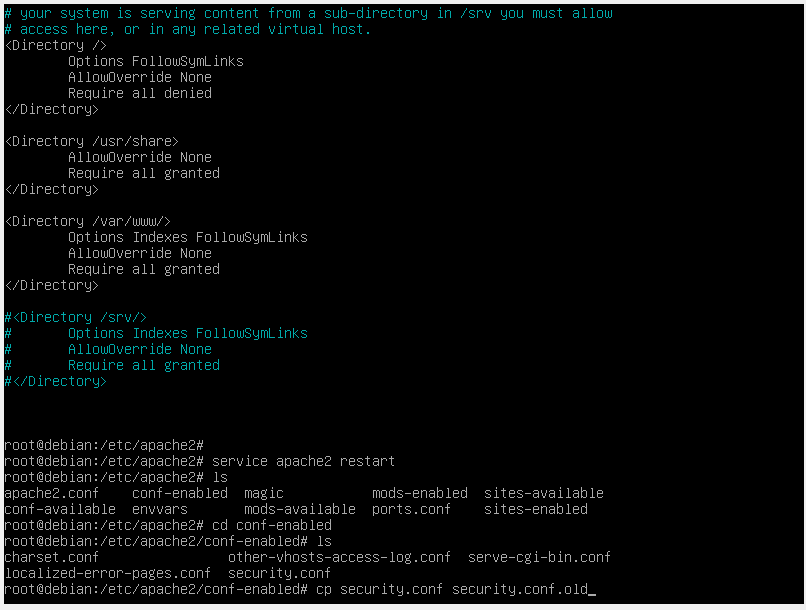 # your system is serving content from a sub-directory in /srv you must allow
# access here, or in any related virtual host.
<Directory />
        Options FollowSymLinks
        AllowOverride None
        Require all denied
</Directory>

<Directory /usr/share>
        AllowOverride None
        Require all granted
</Directory>

<Directory /var/www/>
        Options Indexes FollowSymLinks
        AllowOverride None
        Require all granted
</Directory>

#<Directory /srv/>
#       Options Indexes FollowSymLinks
#       AllowOverride None
#       Require all granted
#</Directory>

root@debian:/etc/apache2#
root@debian:/etc/apache2# service apache2 restart
root@debian:/etc/apache2# ls
apache2.conf    conf-enabled  magic           mods-enabled  sites-available
conf-available  envvars       mods-available  ports.conf    sites-enabled
root@debian:/etc/apache2# cd conf-enabled
root@debian:/etc/apache2/conf-enabled# ls
charset.conf                other-vhosts-access-log.conf  serve-cgi-bin.conf
localized-error-pages.conf  security.conf
root@debian:/etc/apache2/conf-enabled# cp security.conf security.conf.old_